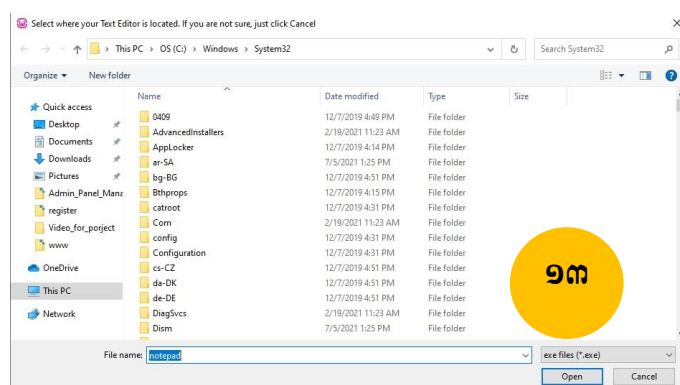 Select where your Text Editor is located. If you are not sure, just click Cancel
This PC › OS (C:) › Windows › System32
Search System32
Organize New folder
Name Date modified Type Size
Quick access
Desktop
Documents
Downloads
Pictures
Admin_Panel_Mana
register
Video_for_porject
www
OneDrive
This PC
Network
0409 12/7/2019 4:49 PM File folder
AdvancedInstallers 2/19/2021 11:23 AM File folder
AppLocker 12/7/2019 4:14 PM File folder
ar-SA 7/5/2021 1:25 PM File folder
bg-BG 12/7/2019 4:51 PM File folder
Bthprops 12/7/2019 4:15 PM File folder
catroot 12/7/2019 4:31 PM File folder
Com 2/19/2021 11:23 AM File folder
config 12/7/2019 4:31 PM File folder
Configuration 12/7/2019 4:31 PM File folder
cs-CZ 12/7/2019 4:51 PM File folder
da-DK 12/7/2019 4:51 PM File folder
de-DE 12/7/2019 4:51 PM File folder
DiagSvcs 2/19/2021 11:23 AM File folder
Dism 7/5/2021 1:25 PM File folder
១៣
File name: notepad
exe files (*.exe)
Open Cancel